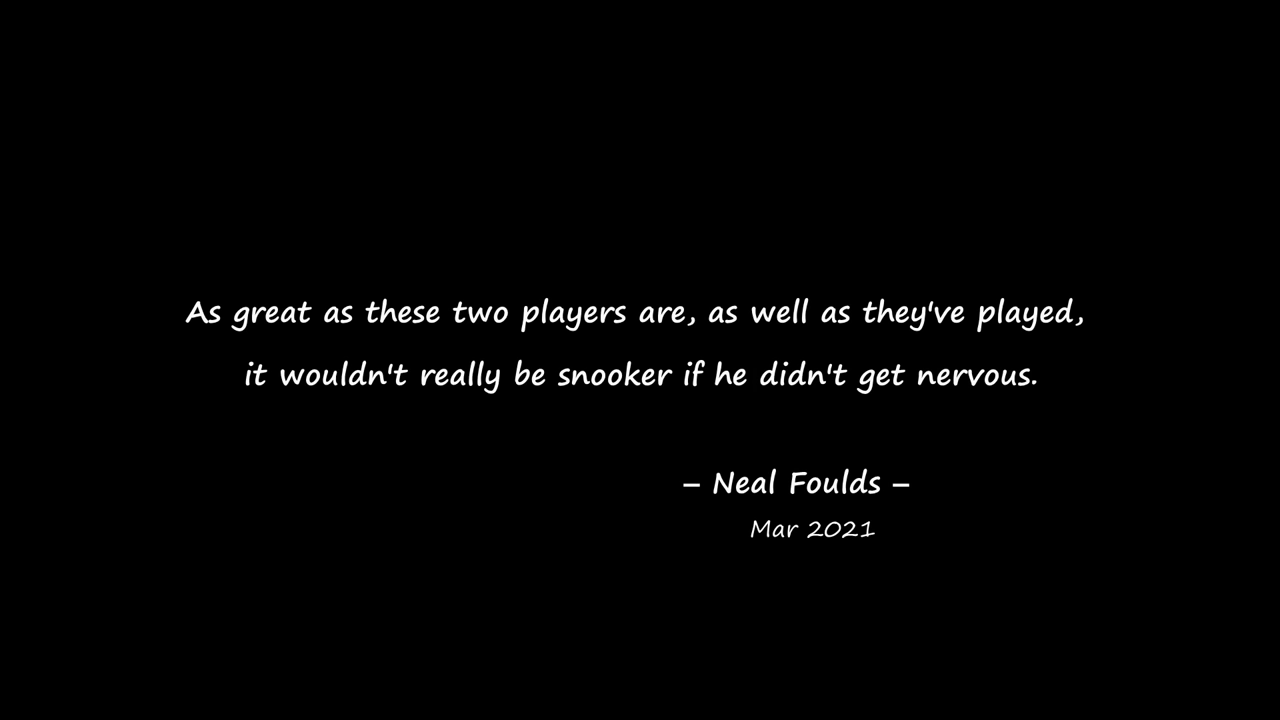 As great as these two players are, as well as they've played,
it wouldn't really be snooker if he didn't get nervous.
– Neal Foulds –
Mar 2021